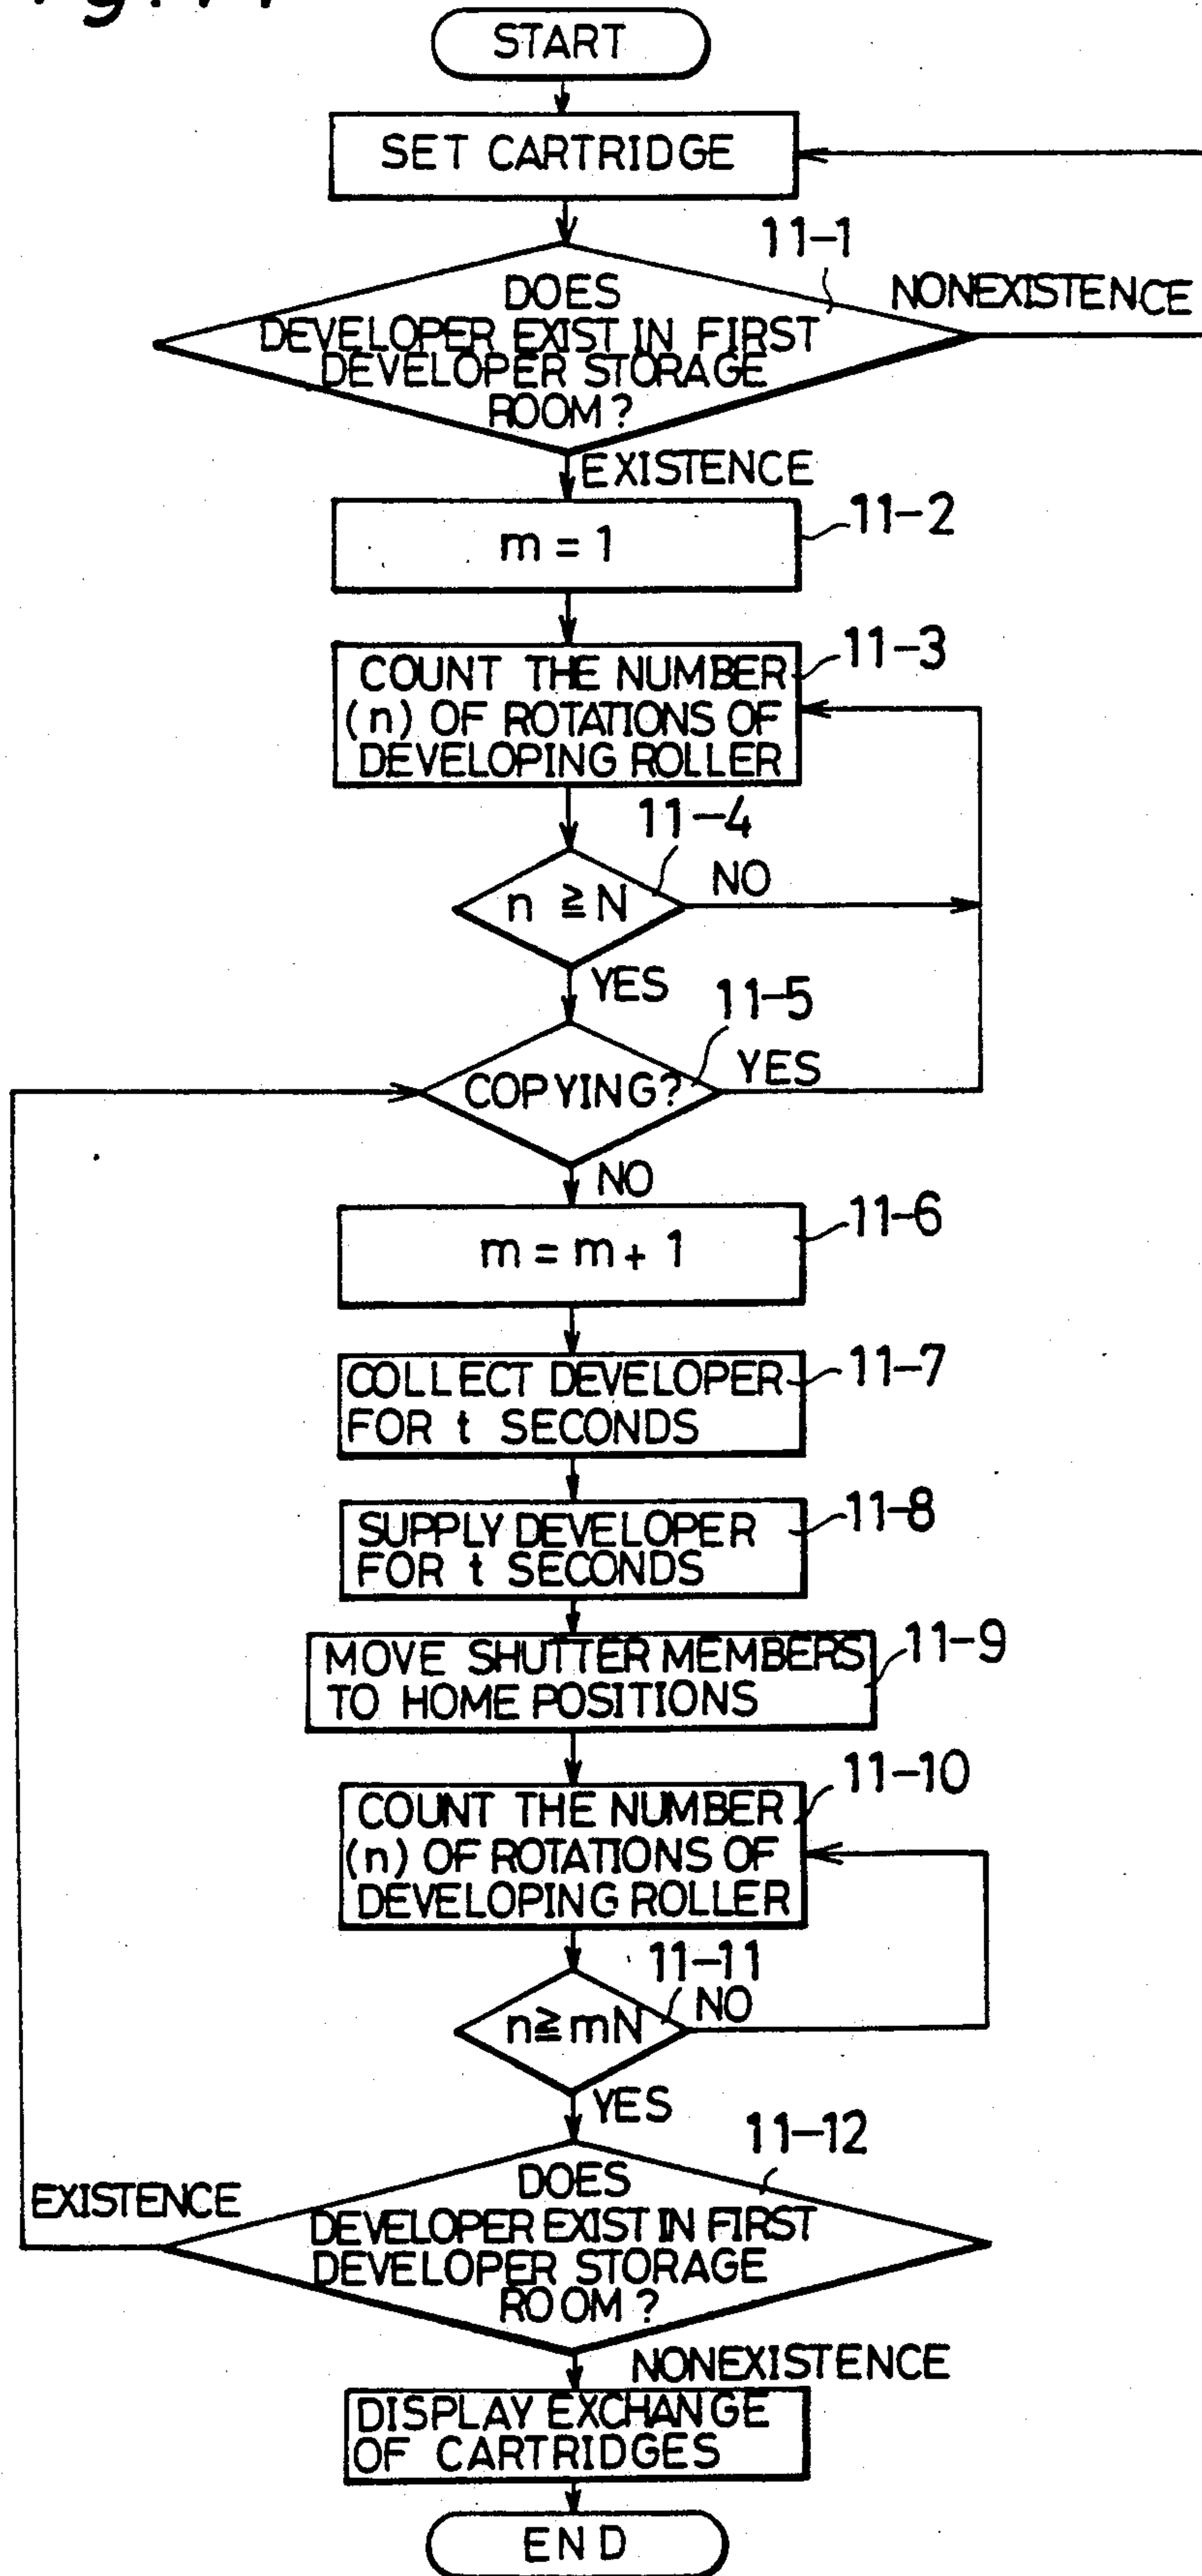 START
SET CARTRIDGE
11-1
DOES
DEVELOPER EXIST IN FIRST
DEVELOPER STORAGE
ROOM?
NONEXISTENCE
EXISTENCE
m = 1
11-2
COUNT THE NUMBER
(n) OF ROTATIONS OF
DEVELOPING ROLLER
11-3
11-4
n ≧ N
NO
YES
11-5
COPYING?
YES
NO
m = m + 1
11-6
COLLECT DEVELOPER
FOR t SECONDS
11-7
SUPPLY DEVELOPER
FOR t SECONDS
11-8
MOVE SHUTTER MEMBERS
TO HOME POSITIONS
11-9
COUNT THE NUMBER
(n) OF ROTATIONS OF
DEVELOPING ROLLER
11-10
11-11
n≧mN
NO
YES
11-12
DOES
DEVELOPER EXIST IN FIRST
DEVELOPER STORAGE
ROOM?
EXISTENCE
NONEXISTENCE
DISPLAY EXCHANGE
OF CARTRIDGES
END